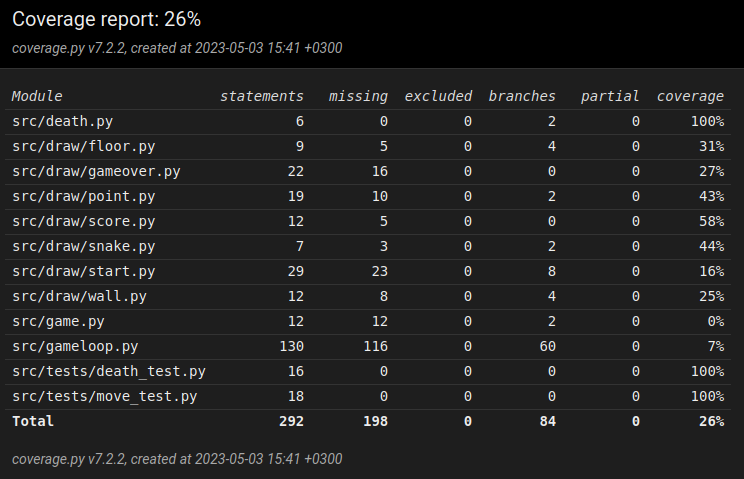 Coverage report: 26%
coverage.py v7.2.2, created at 2023-05-03 15:41 +0300
Module statements missing excluded branches partial coverage
src/death.py 6 0 0 2 0 100%
src/draw/floor.py 9 5 0 4 0 31%
src/draw/gameover.py 22 16 0 0 0 27%
src/draw/point.py 19 10 0 2 0 43%
src/draw/score.py 12 5 0 0 0 58%
src/draw/snake.py 7 3 0 2 0 44%
src/draw/start.py 29 23 0 8 0 16%
src/draw/wall.py 12 8 0 4 0 25%
src/game.py 12 12 0 2 0 0%
src/gameloop.py 130 116 0 60 0 7%
src/tests/death_test.py 16 0 0 0 0 100%
src/tests/move_test.py 18 0 0 0 0 100%
Total 292 198 0 84 0 26%
coverage.py v7.2.2, created at 2023-05-03 15:41 +0300